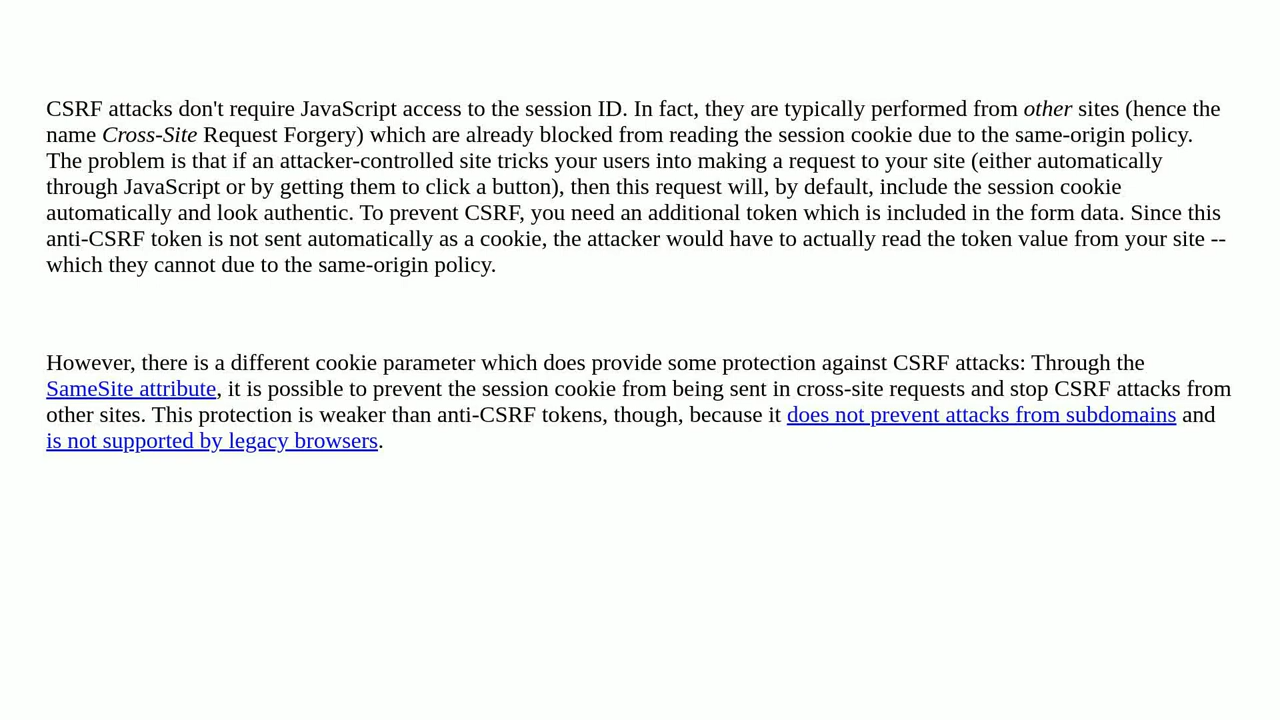 CSRF attacks don't require JavaScript access to the session ID. In fact, they are typically performed from other sites (hence the
name Cross-Site Request Forgery) which are already blocked from reading the session cookie due to the same-origin policy.
The problem is that if an attacker-controlled site tricks your users into making a request to your site (either automatically
through JavaScript or by getting them to click a button), then this request will, by default, include the session cookie
automatically and look authentic. To prevent CSRF, you need an additional token which is included in the form data. Since this
anti-CSRF token is not sent automatically as a cookie, the attacker would have to actually read the token value from your site --
which they cannot due to the same-origin policy.
However, there is a different cookie parameter which does provide some protection against CSRF attacks: Through the
SameSite attribute, it is possible to prevent the session cookie from being sent in cross-site requests and stop CSRF attacks from
other sites. This protection is weaker than anti-CSRF tokens, though, because it does not prevent attacks from subdomains and
is not supported by legacy browsers.